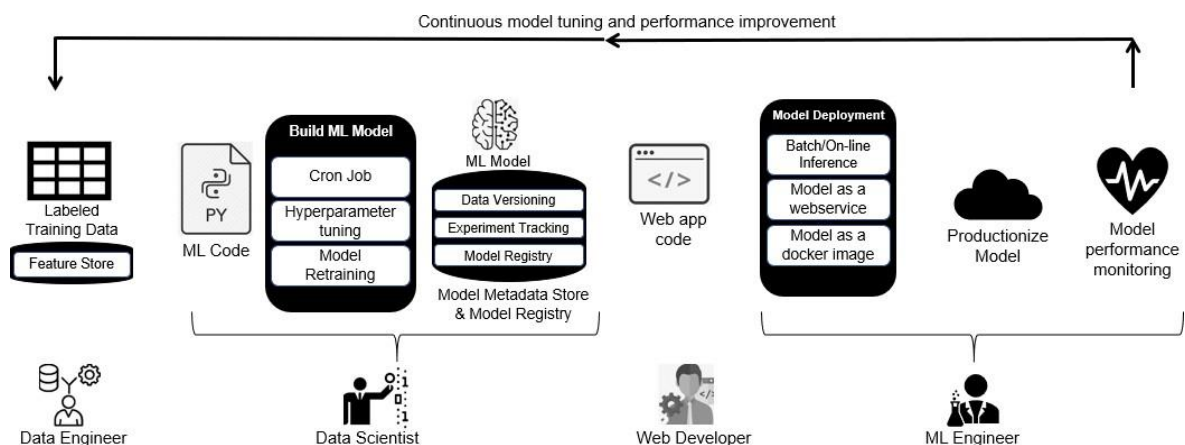 Continuous model tuning and performance improvement
Labeled
Training Data
Feature Store
PY
ML Code
Build ML Model
Cron Job
Hyperparameter
tuning
Model
Retraining
ML Model
Data Versioning
Experiment Tracking
Model Registry
Model Metadata Store
& Model Registry
</>
Web app
code
Model Deployment
Batch/On-line
Inference
Model as a
webservice
Model as a
docker image
Productionize
Model
Model
performance
monitoring
Data Engineer
1
1
Data Scientist
</>
Web Developer
ML Engineer